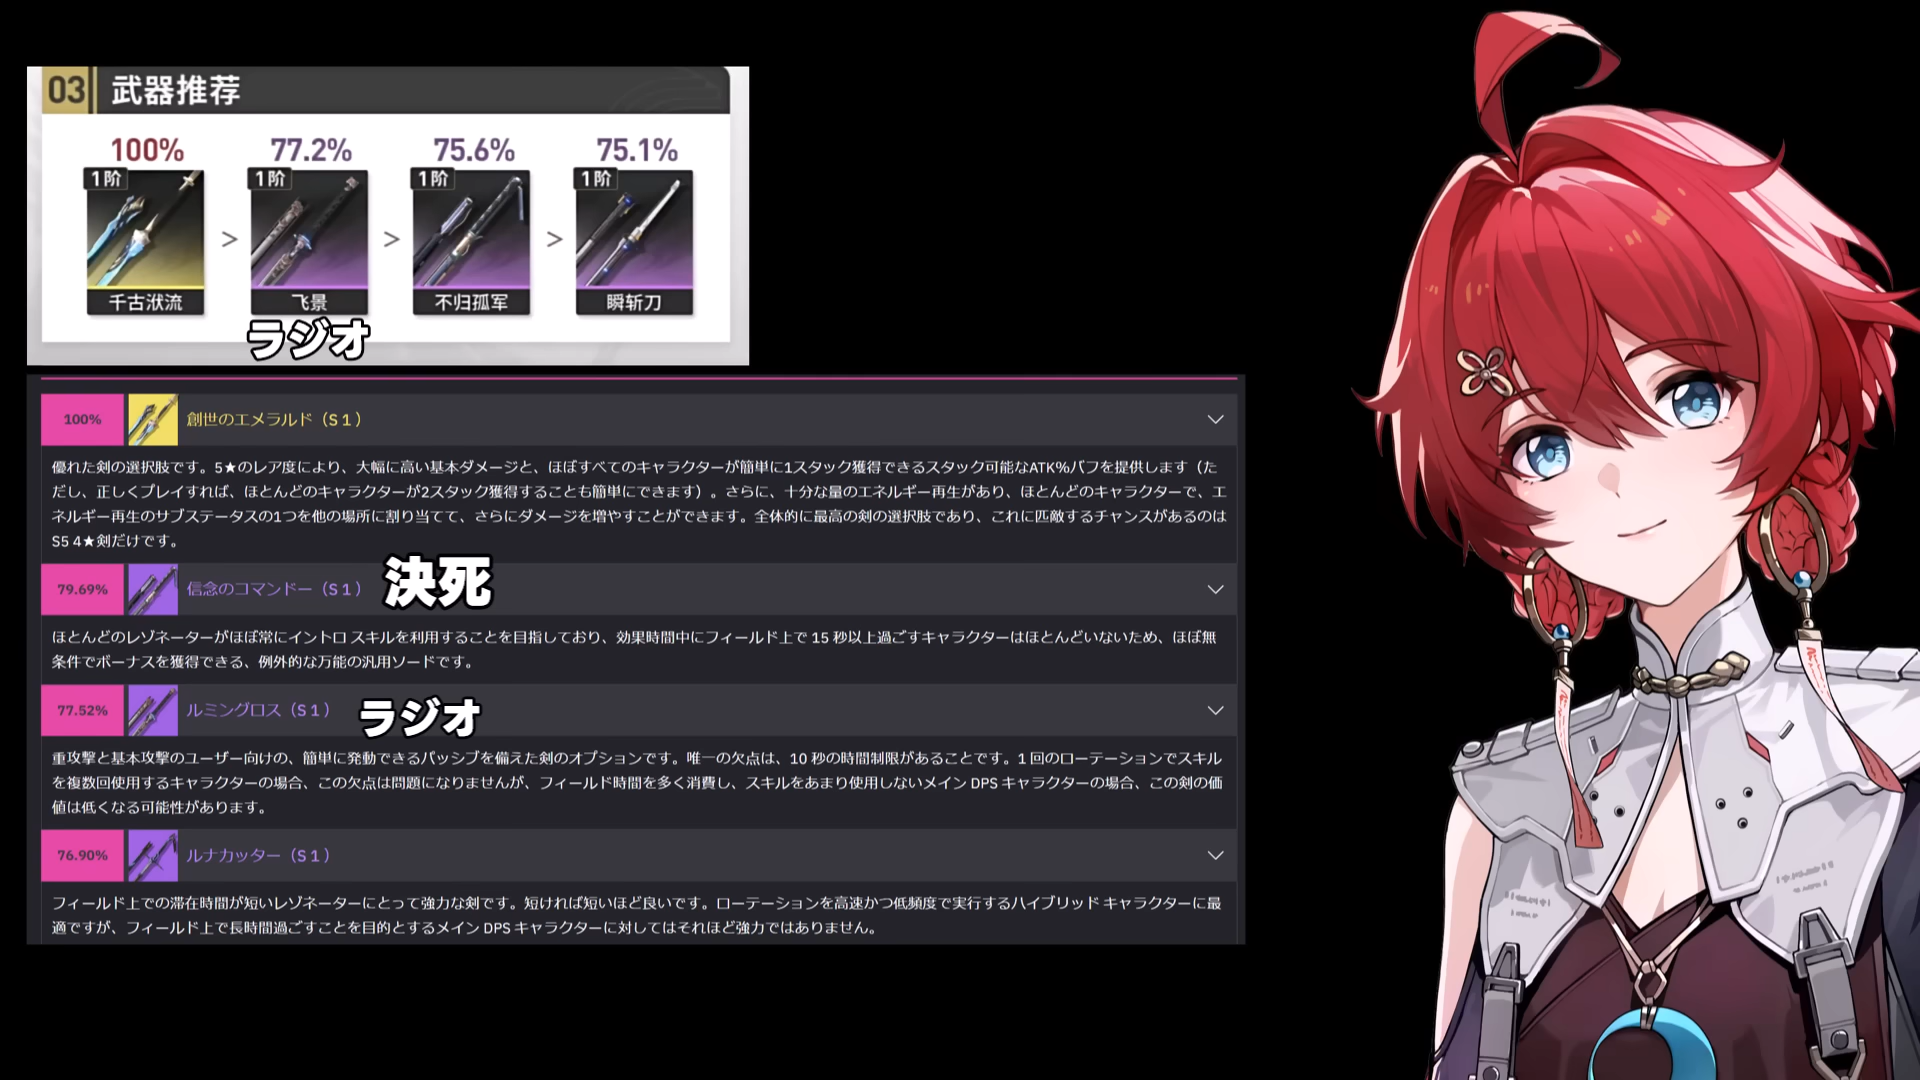 03 武器推荐
100% 77.2% 75.6% 75.1%
1阶 1阶 1阶 1阶
> > >
千古洑流 飞景 不归孤军 瞬斩刀
ラジオ
100% 創世のエメラルド（S 1 ）
優れた剣の選択肢です。5★のレア度により、大幅に高い基本ダメージと、ほぼすべてのキャラクターが簡単に1スタック獲得できるスタック可能なATK%バフを提供します（た
だし、正しくプレイすれば、ほとんどのキャラクターが2スタック獲得することも簡単にできます）。さらに、十分な量のエネルギー再生があり、ほとんどのキャラクターで、エ
ネルギー再生のサブステータスの1つを他の場所に割り当てて、さらにダメージを増やすことができます。全体的に最高の剣の選択肢であり、これに匹敵するチャンスがあるのは
S5 4★剣だけです。
79.69% 信念のコマンドー（S 1 ） 決死
ほとんどのレゾネーターがほぼ常にイントロ スキルを利用することを目指しており、効果時間中にフィールド上で 15 秒以上過ごすキャラクターはほとんどいないため、ほぼ無
条件でボーナスを獲得できる、例外的な万能の汎用ソードです。
77.52% ルミングロス（S 1 ） ラジオ
重攻撃と基本攻撃のユーザー向けの、簡単に発動できるパッシブを備えた剣のオプションです。唯一の欠点は、10 秒の時間制限があることです。1 回のローテーションでスキル
を複数回使用するキャラクターの場合、この欠点は問題になりませんが、フィールド時間を多く消費し、スキルをあまり使用しないメイン DPS キャラクターの場合、この剣の価
値は低くなる可能性があります。
76.90% ルナカッター（S 1 ）
フィールド上での滞在時間が短いレゾネーターにとって強力な剣です。短ければ短いほど良いです。ローテーションを高速かつ低頻度で実行するハイブリッド キャラクターに最
適ですが、フィールド上で長時間過ごすことを目的とするメイン DPS キャラクターに対してはそれほど強力ではありません。